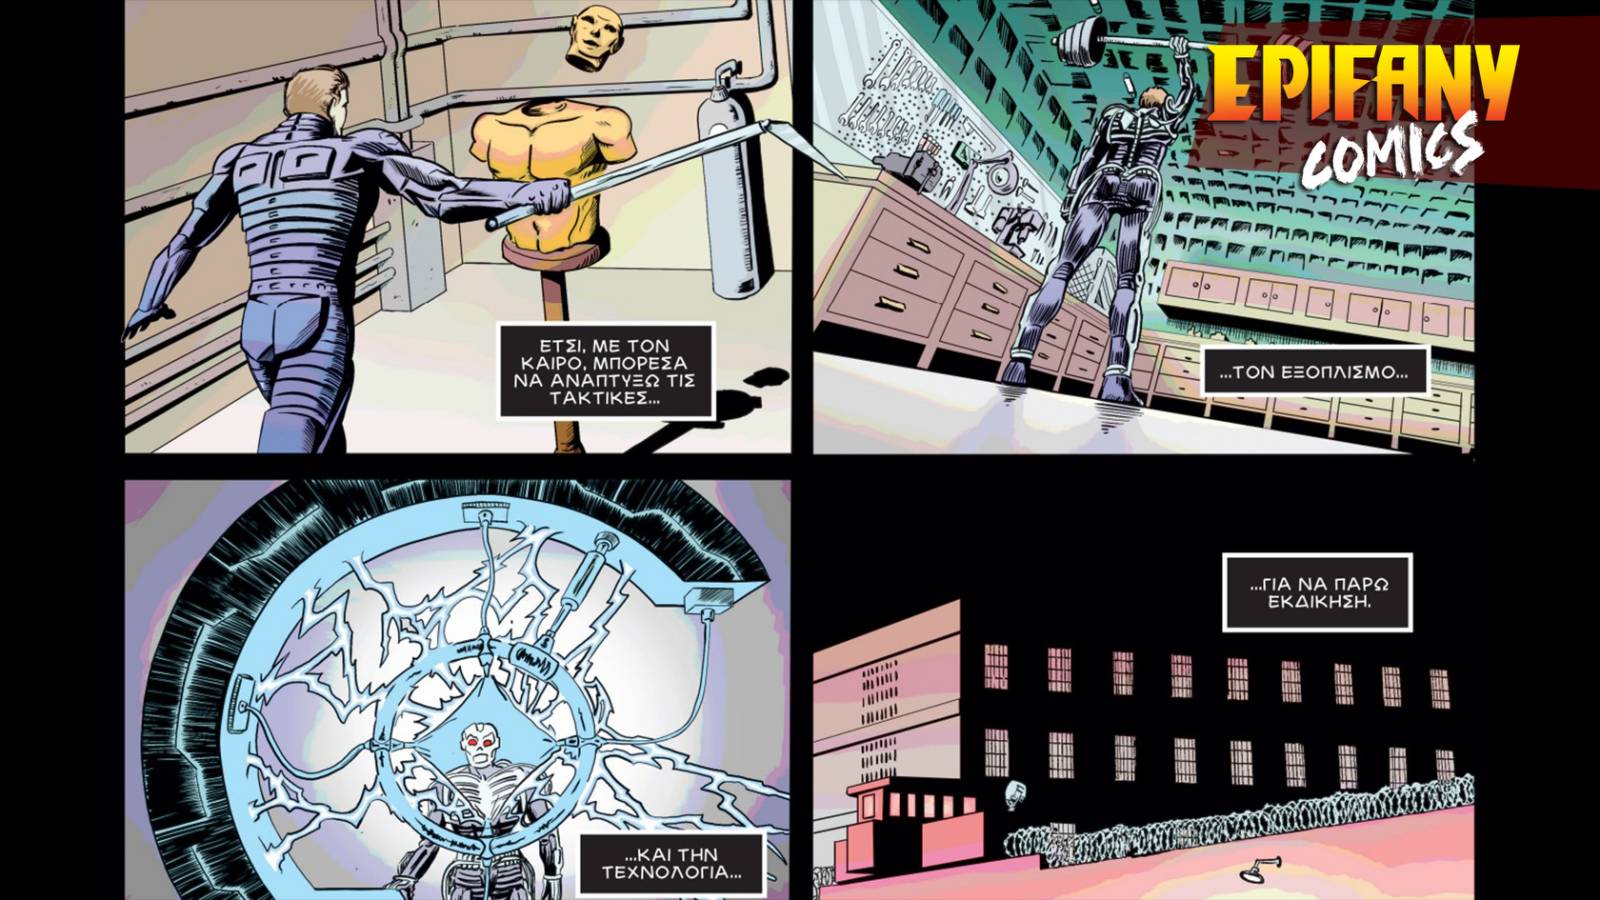 EPIFANY
COMICS
ΕΤΣΙ, ΜΕ ΤΟΝ
ΚΑΙΡΟ, ΜΠΟΡΕΣΑ
ΝΑ ΑΝΑΠΤΥΞΩ ΤΙΣ
ΤΑΚΤΙΚΕΣ...
...ΤΟΝ ΕΞΟΠΛΙΣΜΟ...
...ΚΑΙ ΤΗΝ
ΤΕΧΝΟΛΟΓΙΑ...
...ΓΙΑ ΝΑ ΠΑΡΩ
ΕΚΔΙΚΗΣΗ.